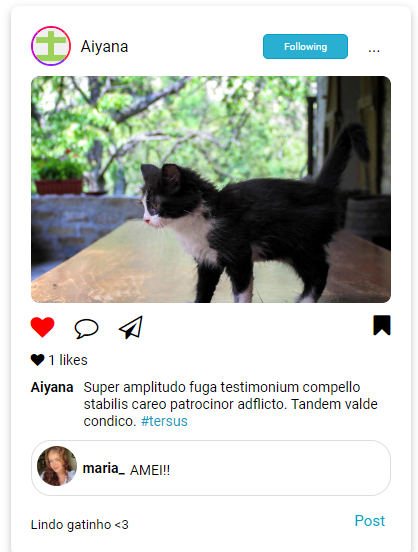 Aiyana
Following
...
1 likes
Aiyana Super amplitudo fuga testimonium compello
stabilis careo patrocinor adflicto. Tandem valde
condico. #tersus
maria_ AMEI!!
Lindo gatinho <3
Post